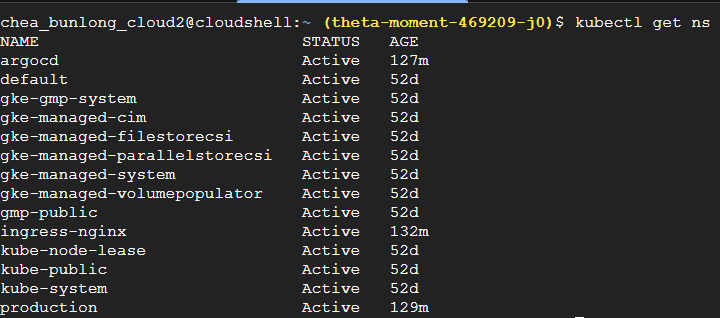 chea_bunlong_cloud2@cloudshell:~ (theta-moment-469209-j0)$ kubectl get ns
NAME STATUS AGE
argocd Active 127m
default Active 52d
gke-gmp-system Active 52d
gke-managed-cim Active 52d
gke-managed-filestorecsi Active 52d
gke-managed-parallelstorecsi Active 52d
gke-managed-system Active 52d
gke-managed-volumepopulator Active 52d
gmp-public Active 52d
ingress-nginx Active 132m
kube-node-lease Active 52d
kube-public Active 52d
kube-system Active 52d
production Active 129m